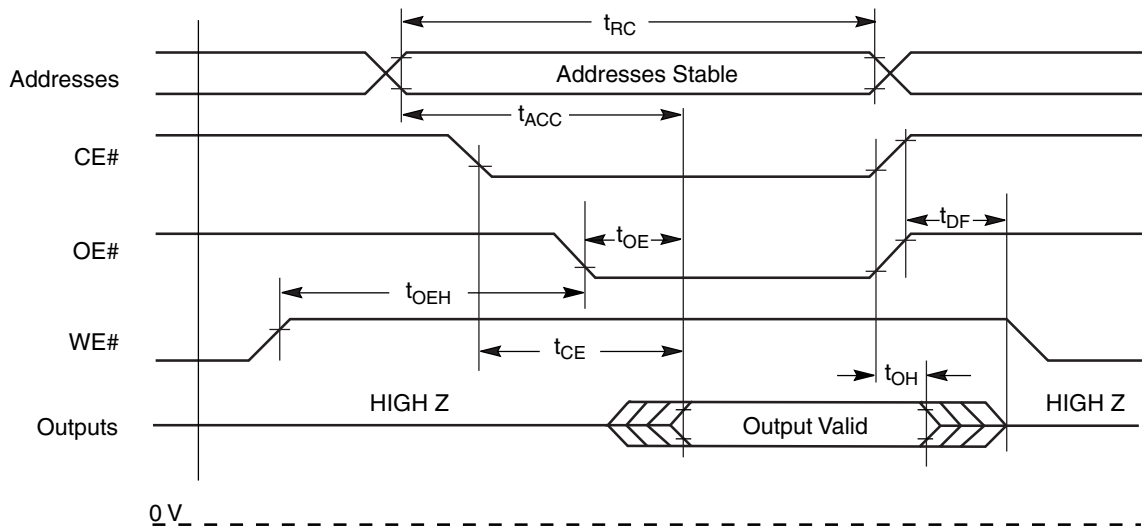 tRC
Addresses
Addresses Stable
tACC
CE#
tDF
OE#
tOE
tOEH
WE#
tCE
tOH
HIGH Z
HIGH Z
Outputs
Output Valid
0 V